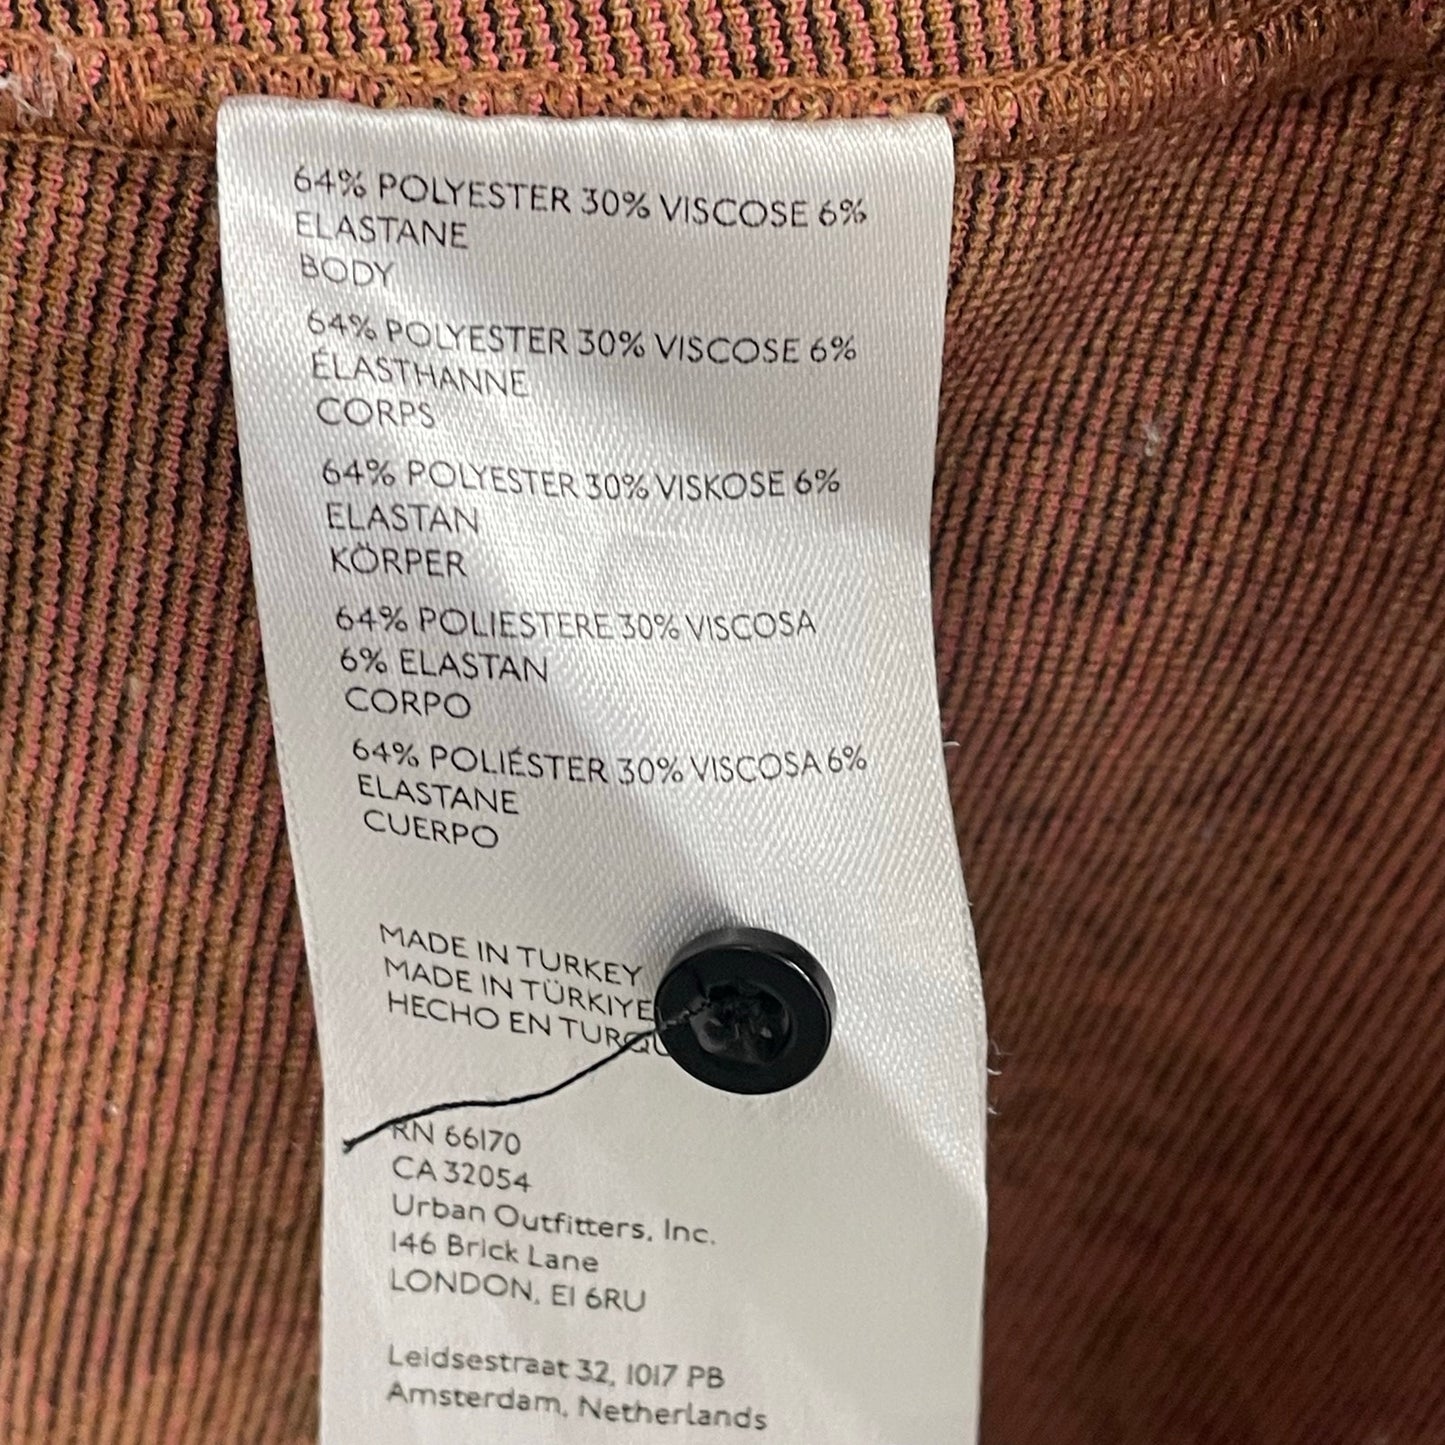 64% POLYESTER 30% VISCOSE 6%
ELASTANE
BODY
64% POLYESTER 30% VISCOSE 6%
ÉLASTHANNE
CORPS
64% POLYESTER 30% VISKOSE 6%
ELASTAN
KÖRPER
64% POLIESTERE 30% VISCOSA
6% ELASTAN
CORPO
64% POLIÉSTER 30% VISCOSA 6%
ELASTANE
CUERPO
MADE IN TURKEY
MADE IN TÜRKIYE
HECHO EN
RN 66170
CA 32054
Urban Outfitters, Inc.
146 Brick Lane
LONDON, E1 6RU
Leidsestraat 32, 1017 PB
Amsterdam, Netherlands